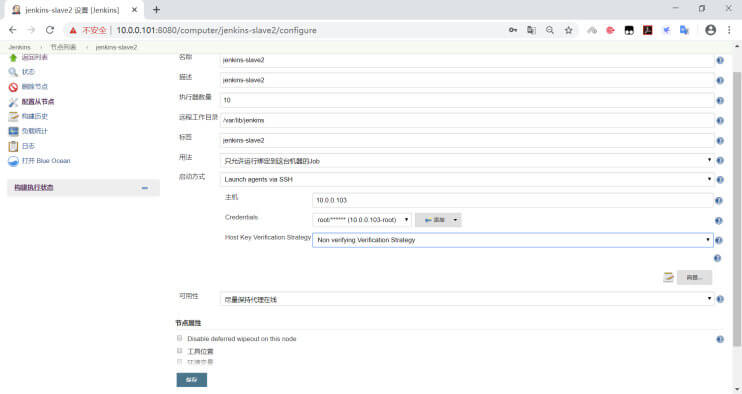 jenkins-slave2 设置 [Jenkins]
不安全 | 10.0.0.101:8080/computer/jenkins-slave2/configure
Jenkins › 节点列表 › jenkins-slave2
返回列表
状态
删除节点
配置从节点
构建历史
负载统计
日志
打开 Blue Ocean
构建执行状态
名称 jenkins-slave2
描述 jenkins-slave2
执行器数量 10
远程工作目录 /var/lib/jenkins
标签 jenkins-slave2
用法 只允许运行绑定到这台机器的Job
启动方式 Launch agents via SSH
主机 10.0.0.103
Credentials root/****** (10.0.0.103-root) 添加
Host Key Verification Strategy Non verifying Verification Strategy
高级...
可用性 尽量保持代理在线
节点属性
Disable deferred wipeout on this node
工具位置
环境变量
保存